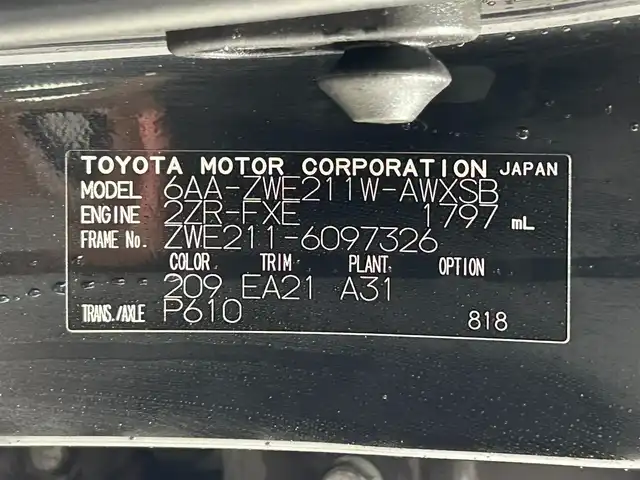 TOYOTA MOTOR CORPORATION JAPAN
MODEL 6AA-ZWE211W-AWXSB
ENGINE 2ZR-FXE 1797 mL
FRAME No. ZWE211-6097326
COLOR TRIM PLANT OPTION
209 EA21 A31
TRANS./AXLE P610 818